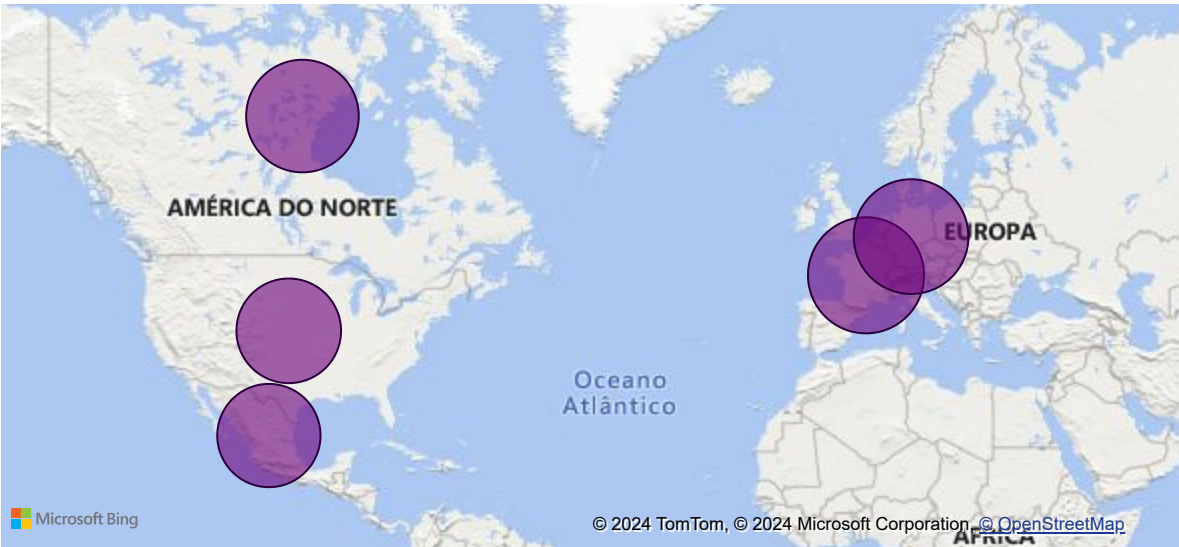 AMÉRICA DO NORTE
EUROPA
Oceano
Atlântico
Microsoft Bing
© 2024 TomTom, © 2024 Microsoft Corporation, © OpenStreetMap
ÁFRICA